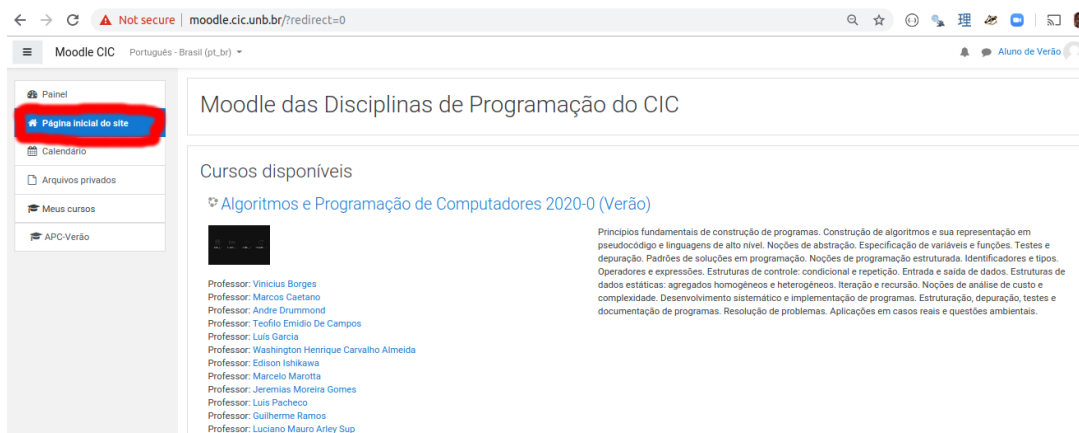 Not secure | moodle.cic.unb.br/?redirect=0
理
Moodle CIC Português - Brasil (pt_br)
Aluno de Verão
Painel
Página inicial do site
Calendário
Arquivos privados
Meus cursos
APC-Verão
Moodle das Disciplinas de Programação do CIC
Cursos disponíveis
Algoritmos e Programação de Computadores 2020-0 (Verão)
Professor: Vinicius Borges
Professor: Marcos Caetano
Professor: Andre Drummond
Professor: Teofilo Emidio De Campos
Professor: Luís Garcia
Professor: Washington Henrique Carvalho Almeida
Professor: Edison Ishikawa
Professor: Marcelo Marotta
Professor: Jeremias Moreira Gomes
Professor: Luis Pacheco
Professor: Guilherme Ramos
Professor: Luciano Mauro Arley Sup
Princípios fundamentais de construção de programas. Construção de algoritmos e sua representação em
pseudocódigo e linguagens de alto nível. Noções de abstração. Especificação de variáveis e funções. Testes e
depuração. Padrões de soluções em programação. Noções de programação estruturada. Identificadores e tipos.
Operadores e expressões. Estruturas de controle: condicional e repetição. Entrada e saída de dados. Estruturas de
dados estáticas: agregados homogêneos e heterogêneos. Iteração e recursão. Noções de análise de custo e
complexidade. Desenvolvimento sistemático e implementação de programas. Estruturação, depuração, testes e
documentação de programas. Resolução de problemas. Aplicações em casos reais e questões ambientais.